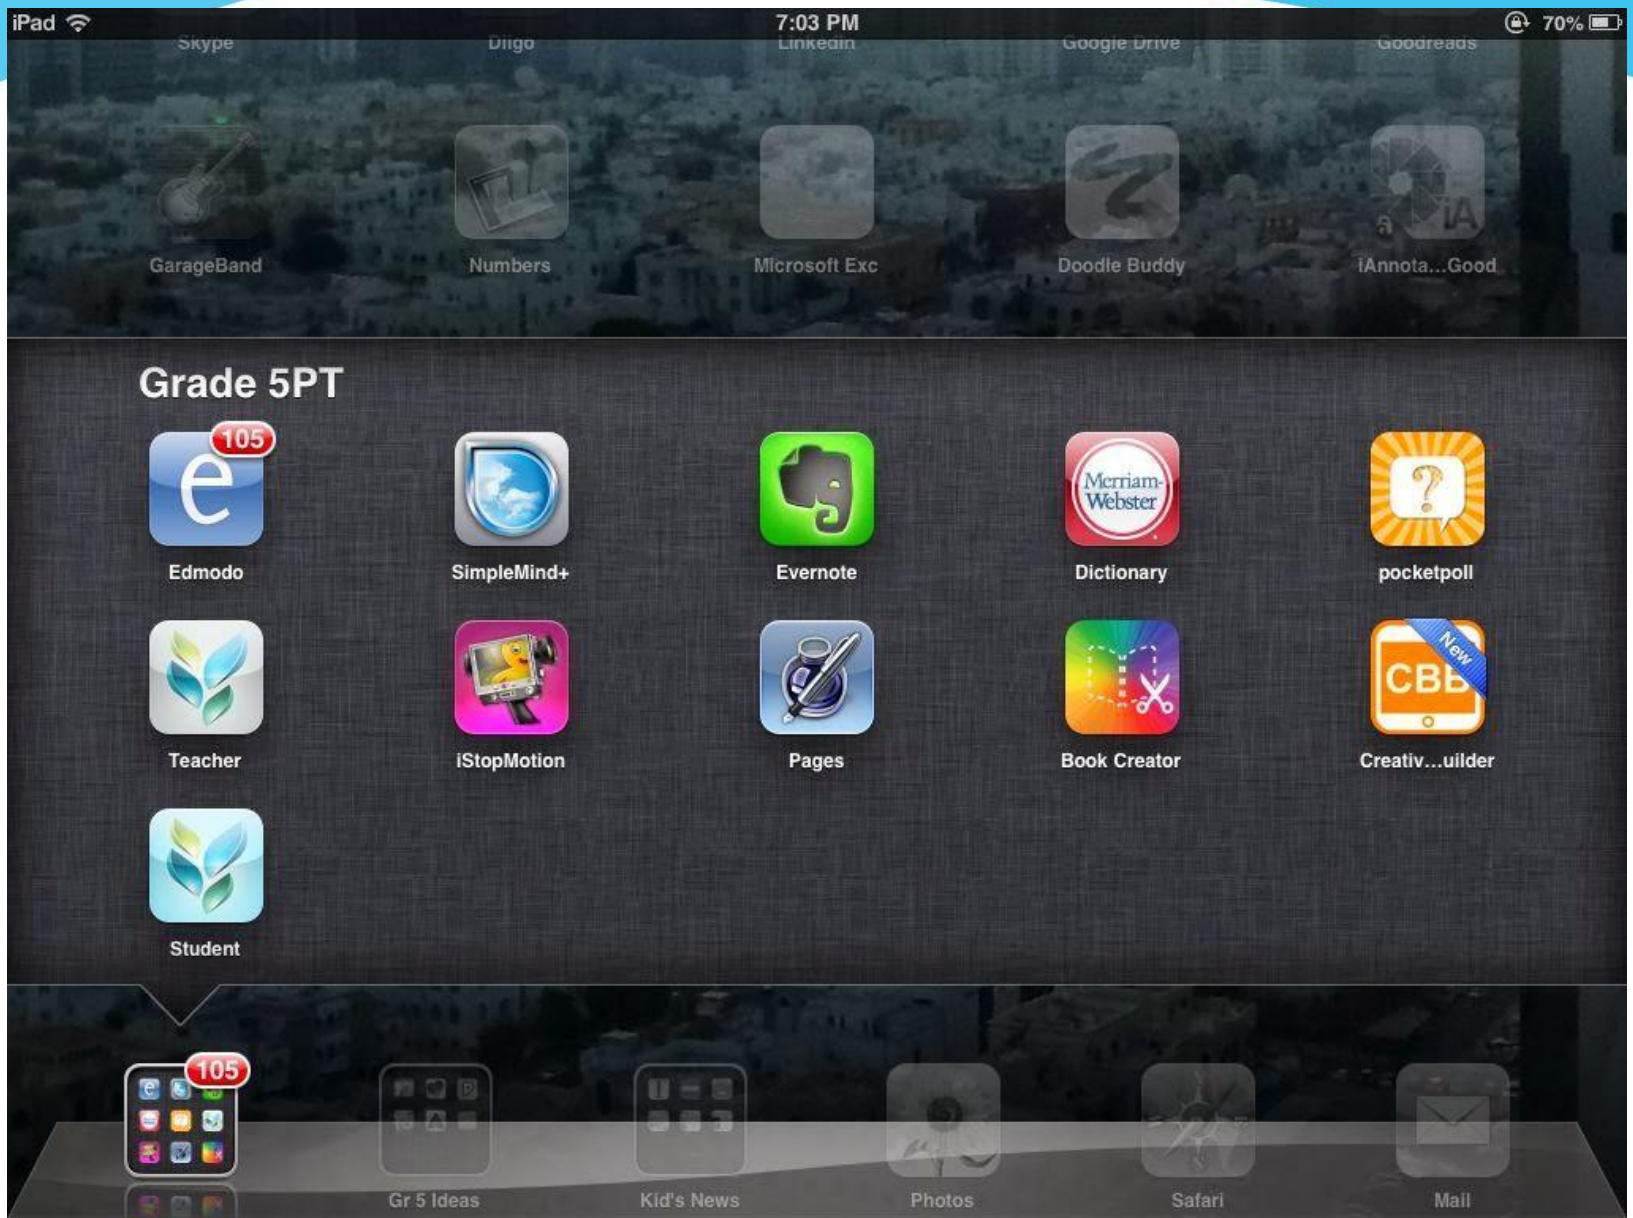 iPad 7:03 PM 70%
Skype Diigo LinkedIn Google Drive Goodreads
iA
a
GarageBand Numbers Microsoft Exc Doodle Buddy iAnnota...Good
Grade 5PT
105
e Merriam-Webster ?
Edmodo SimpleMind+ Evernote Dictionary pocketpoll
New
CBB
Teacher iStopMotion Pages Book Creator Creativ...uilder
Student
105
Gr 5 Ideas Kid's News Photos Safari Mail